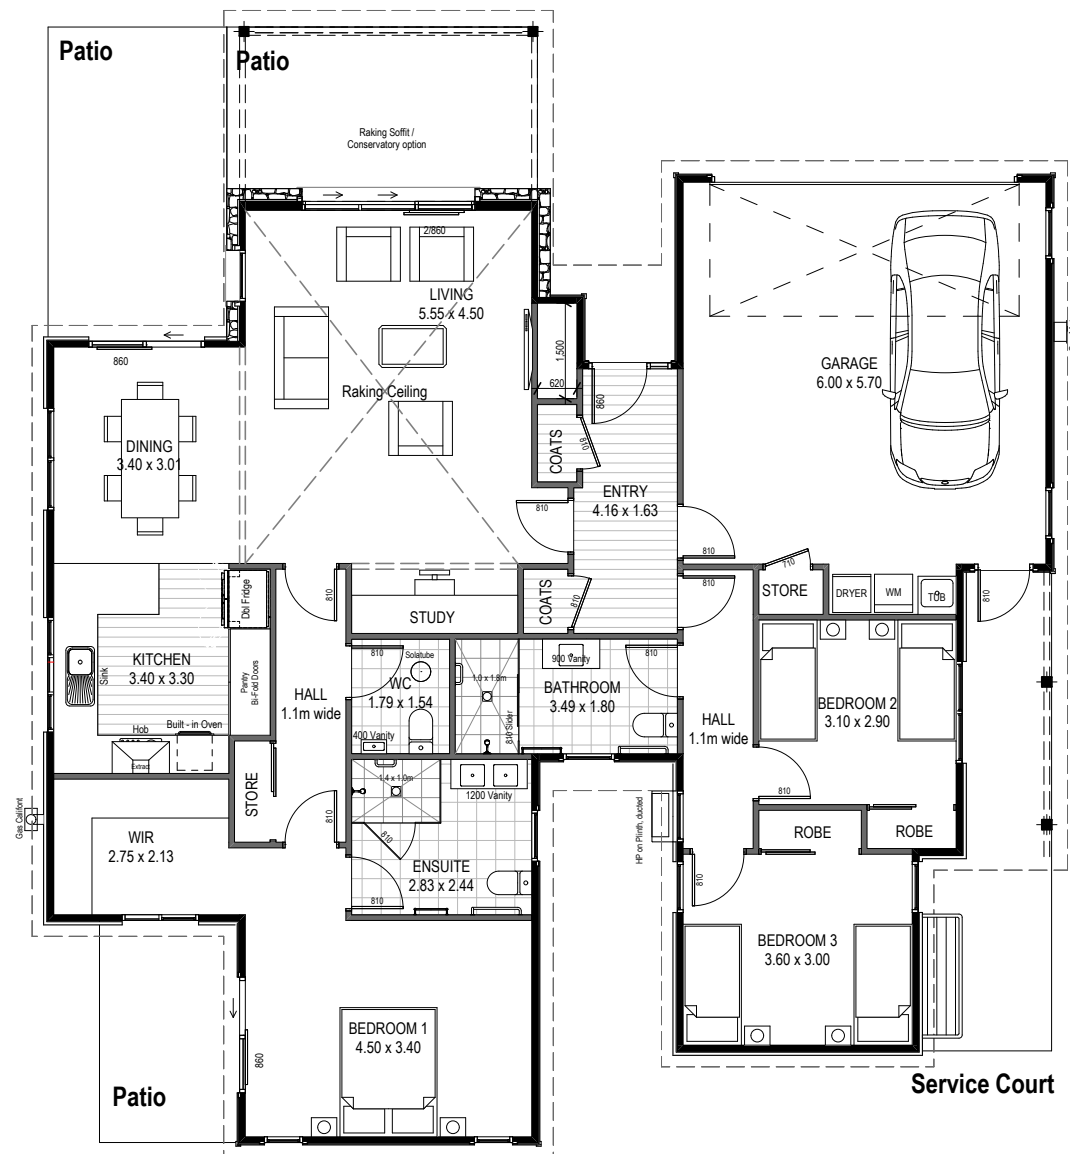 Patio
Patio
Raking Soffit /
Conservatory option
2/860
LIVING
5.55 x 4.50
860
1,500
GARAGE
6.00 x 5.70
Raking Ceiling
620
860
810
COATS
DINING
3.40 x 3.01
ENTRY
4.16 x 1.63
810
810
710
810
Dbl Fridge
810
COATS
810
STORE
DRYER
WM
TUB
810
STUDY
KITCHEN
3.40 x 3.30
Sink
Pantry
Bi-Fold Doors
810
Solatube
WC
1.79 x 1.54
400 Vanity
1.0 x 1.8m
810 Slider
900 Vanity
BATHROOM
3.49 x 1.80
810
HALL
1.1m wide
HALL
1.1m wide
BEDROOM 2
3.10 x 2.90
Hob
Built - in Oven
Extract
STORE
810
1.4 x 1.0m
1200 Vanity
810
Gas Califont
HP on Plinth, ducted
810
ROBE
ROBE
WIR
2.75 x 2.13
ENSUITE
2.83 x 2.44
810
810
BEDROOM 3
3.60 x 3.00
BEDROOM 1
4.50 x 3.40
860
Patio
Service Court